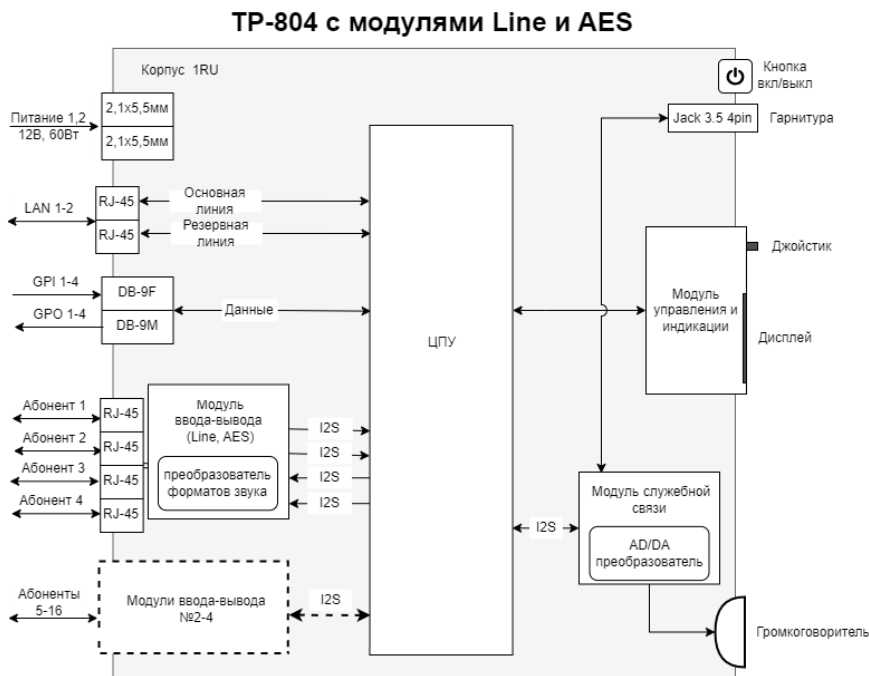 ТР-804 с модулями Line и AES
Корпус 1RU
Кнопка
вкл/выкл
Питание 1,2
12В, 60Вт
2,1х5,5мм
2,1х5,5мм
Jack 3.5 4pin
Гарнитура
LAN 1-2
RJ-45
RJ-45
Основная
линия
Резервная
линия
GPI 1-4
GPO 1-4
DB-9F
DB-9M
Данные
ЦПУ
Модуль
управления и
индикации
Джойстик
Дисплей
Абонент 1
Абонент 2
Абонент 3
Абонент 4
RJ-45
RJ-45
RJ-45
RJ-45
Модуль
ввода-вывода
(Line, AES)
преобразователь
форматов звука
I2S
I2S
I2S
I2S
I2S
Модуль служебной
связи
AD/DA
преобразователь
Абоненты
5-16
Модули ввода-вывода
№2-4
I2S
Громкоговоритель